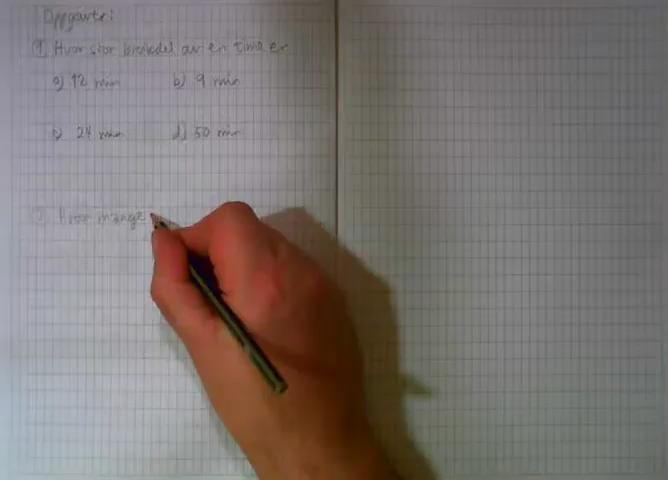 Oppgaver:
① Hvor stor brøkdel av en time er
a) 12 min b) 9 min
c) 24 min d) 50 min
② Hvor mange